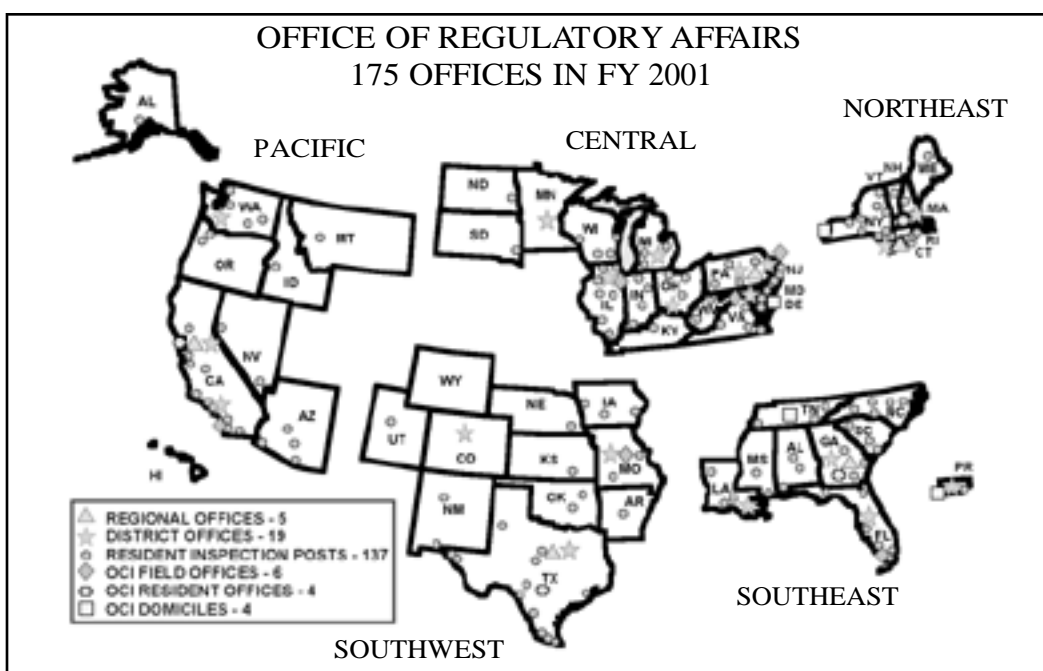 OFFICE OF REGULATORY AFFAIRS
175 OFFICES IN FY 2001
NORTHEAST
PACIFIC
CENTRAL
AL
WA
OR
MT
ID
NV
CA
AZ
HI
ND
SD
MN
WI
MI
IL
IN
OH
KY
PA
NJ
MD
DE
VA
VT
NH
ME
NY
MA
RI
CT
WY
UT
CO
NM
NE
KS
OK
TX
IA
MO
AR
LA
MS
AL
TN
NC
SC
GA
FL
PR
REGIONAL OFFICES - 5
DISTRICT OFFICES - 19
RESIDENT INSPECTION POSTS - 137
OCI FIELD OFFICES - 6
OCI RESIDENT OFFICES - 4
OCI DOMICILES - 4
SOUTHWEST
SOUTHEAST